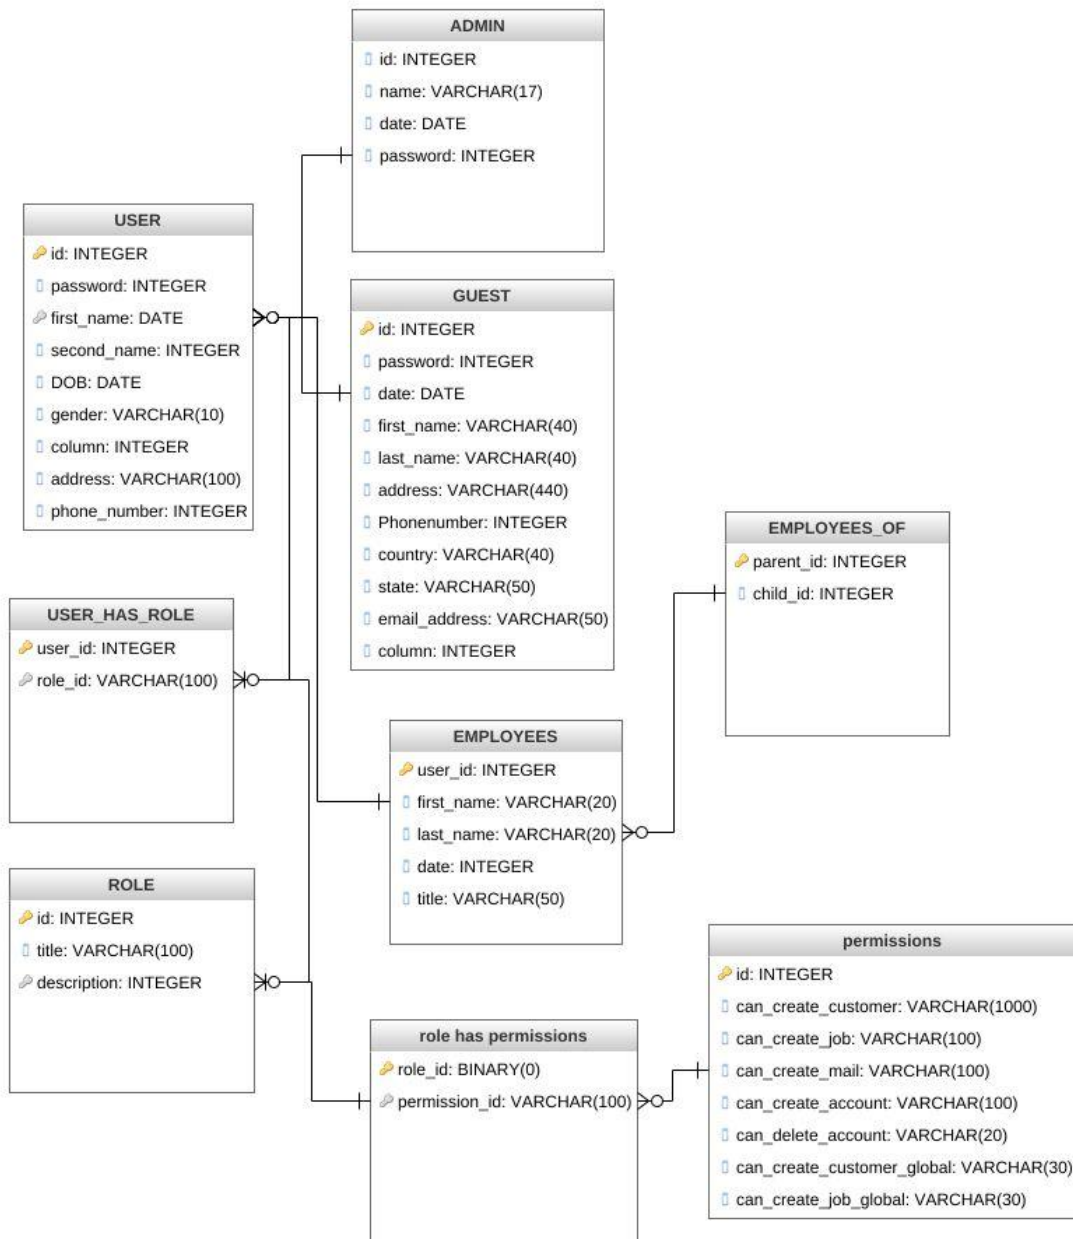 ADMIN
id: INTEGER
name: VARCHAR(17)
date: DATE
password: INTEGER
USER
id: INTEGER
password: INTEGER
first_name: DATE
second_name: INTEGER
DOB: DATE
gender: VARCHAR(10)
column: INTEGER
address: VARCHAR(100)
phone_number: INTEGER
GUEST
id: INTEGER
password: INTEGER
date: DATE
first_name: VARCHAR(40)
last_name: VARCHAR(40)
address: VARCHAR(440)
Phonenumber: INTEGER
country: VARCHAR(40)
state: VARCHAR(50)
email_address: VARCHAR(50)
column: INTEGER
EMPLOYEES_OF
parent_id: INTEGER
child_id: INTEGER
USER_HAS_ROLE
user_id: INTEGER
role_id: VARCHAR(100)
EMPLOYEES
user_id: INTEGER
first_name: VARCHAR(20)
last_name: VARCHAR(20)
date: INTEGER
title: VARCHAR(50)
ROLE
id: INTEGER
title: VARCHAR(100)
description: INTEGER
permissions
id: INTEGER
can_create_customer: VARCHAR(1000)
can_create_job: VARCHAR(100)
can_create_mail: VARCHAR(100)
can_create_account: VARCHAR(100)
can_delete_account: VARCHAR(20)
can_create_customer_global: VARCHAR(30)
can_create_job_global: VARCHAR(30)
role has permissions
role_id: BINARY(0)
permission_id: VARCHAR(100)